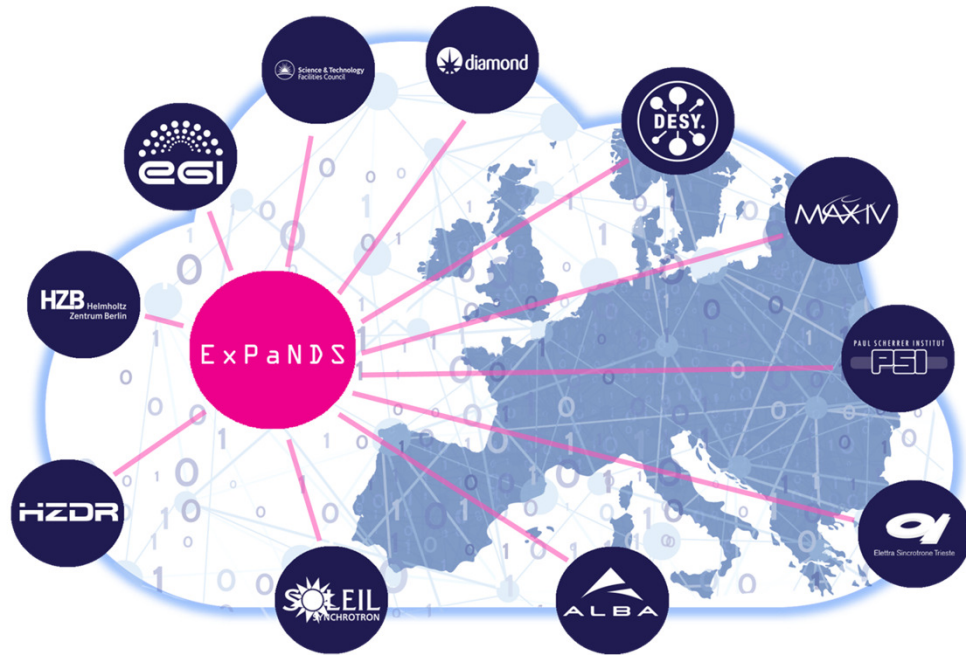 Science & Technology
Facilities Council
diamond
DESY.
egi
MAX IV
HZB Helmholtz
Zentrum Berlin
ExPaNDS
PAUL SCHERRER INSTITUT
PSI
HZDR
Elettra Sincrotrone Trieste
SOLEIL
SYNCHROTRON
ALBA